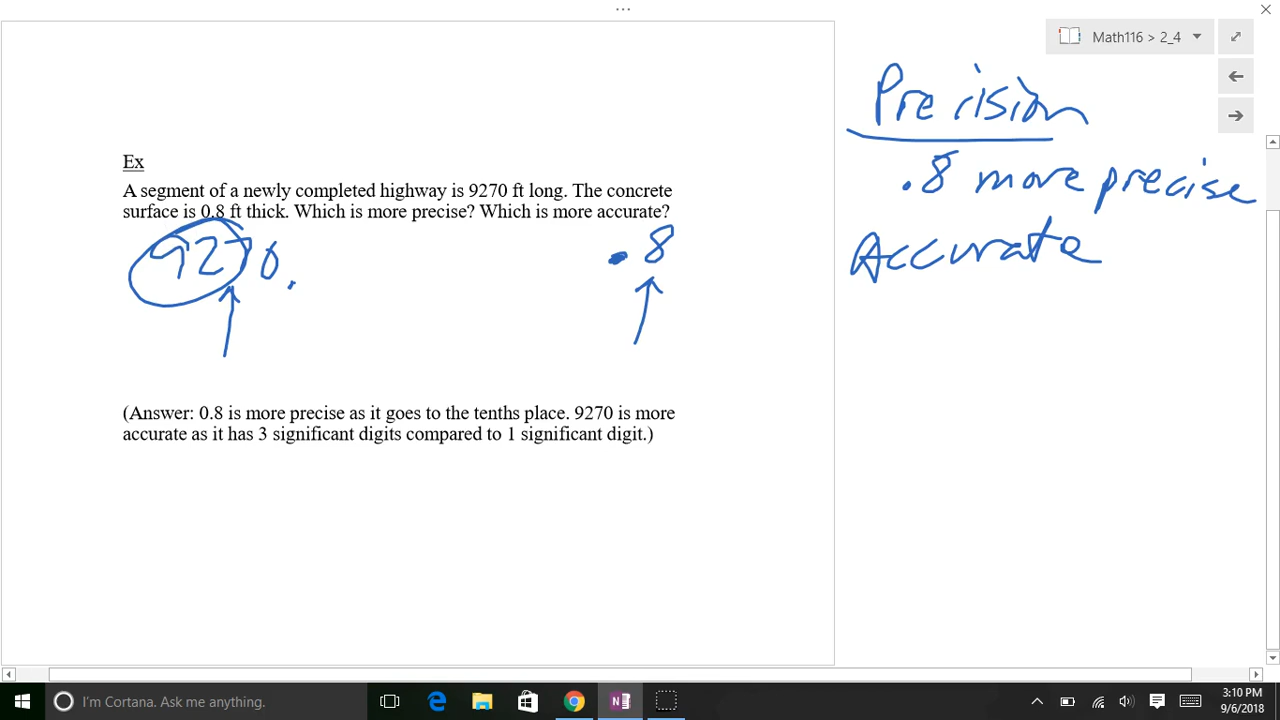 Math116 > 2_4
Precision
.8 more precise
Accurate
Ex
A segment of a newly completed highway is 9270 ft long. The concrete
surface is 0.8 ft thick. Which is more precise? Which is more accurate?
9270.
.8
(Answer: 0.8 is more precise as it goes to the tenths place. 9270 is more
accurate as it has 3 significant digits compared to 1 significant digit.)
I'm Cortana. Ask me anything.
3:10 PM
9/6/2018